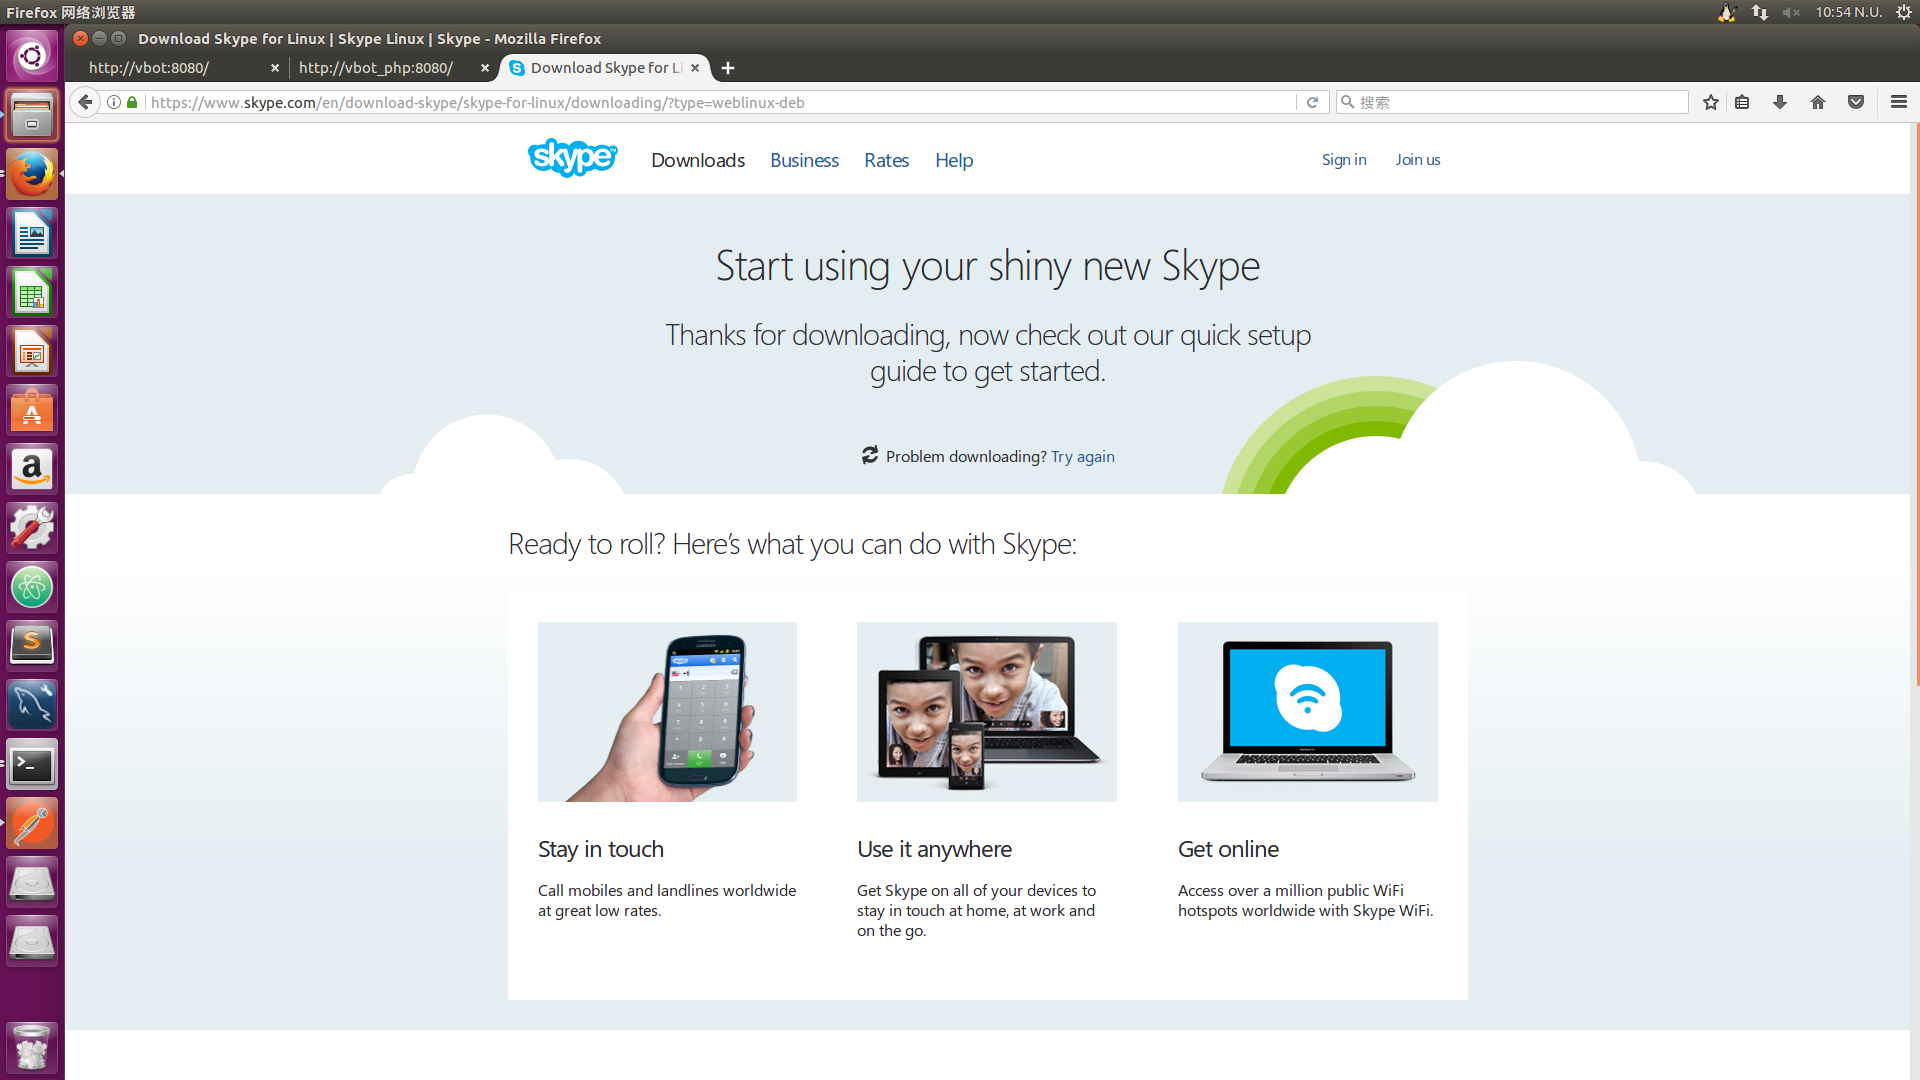 Firefox 网络浏览器
10:54 N.U.
Download Skype for Linux | Skype Linux | Skype - Mozilla Firefox
http://vbot:8080/
http://vbot_php:8080/
Download Skype for Li
https://www.skype.com/en/download-skype/skype-for-linux/downloading/?type=weblinux-deb
搜索
skype
Downloads
Business
Rates
Help
Sign in
Join us
Start using your shiny new Skype
Thanks for downloading, now check out our quick setup
guide to get started.
Problem downloading? Try again
Ready to roll? Here's what you can do with Skype:
Stay in touch
Call mobiles and landlines worldwide
at great low rates.
Use it anywhere
Get Skype on all of your devices to
stay in touch at home, at work and
on the go.
Get online
Access over a million public WiFi
hotspots worldwide with Skype WiFi.